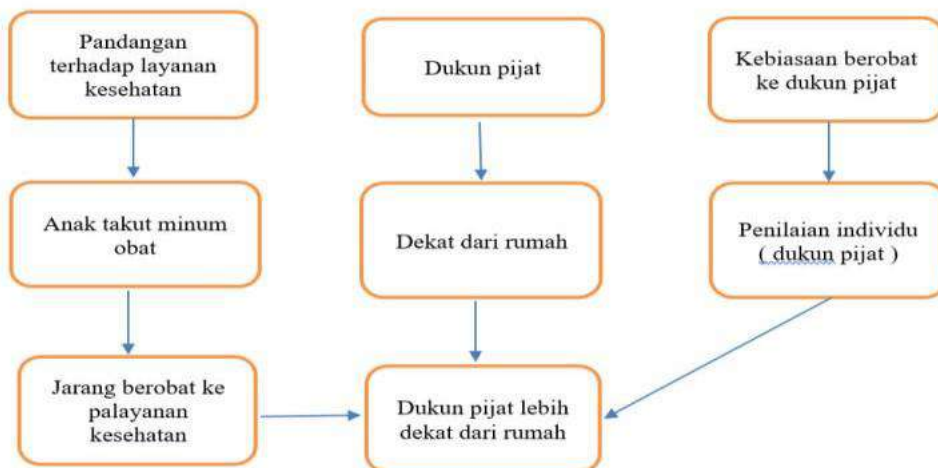 Pandangan
terhadap layanan
kesehatan
Dukun pijat
Kebiasaan berobat
ke dukun pijat
Anak takut minum
obat
Dekat dari rumah
Penilaian individu
( dukun pijat )
Jarang berobat ke
palayanan
kesehatan
Dukun pijat lebih
dekat dari rumah